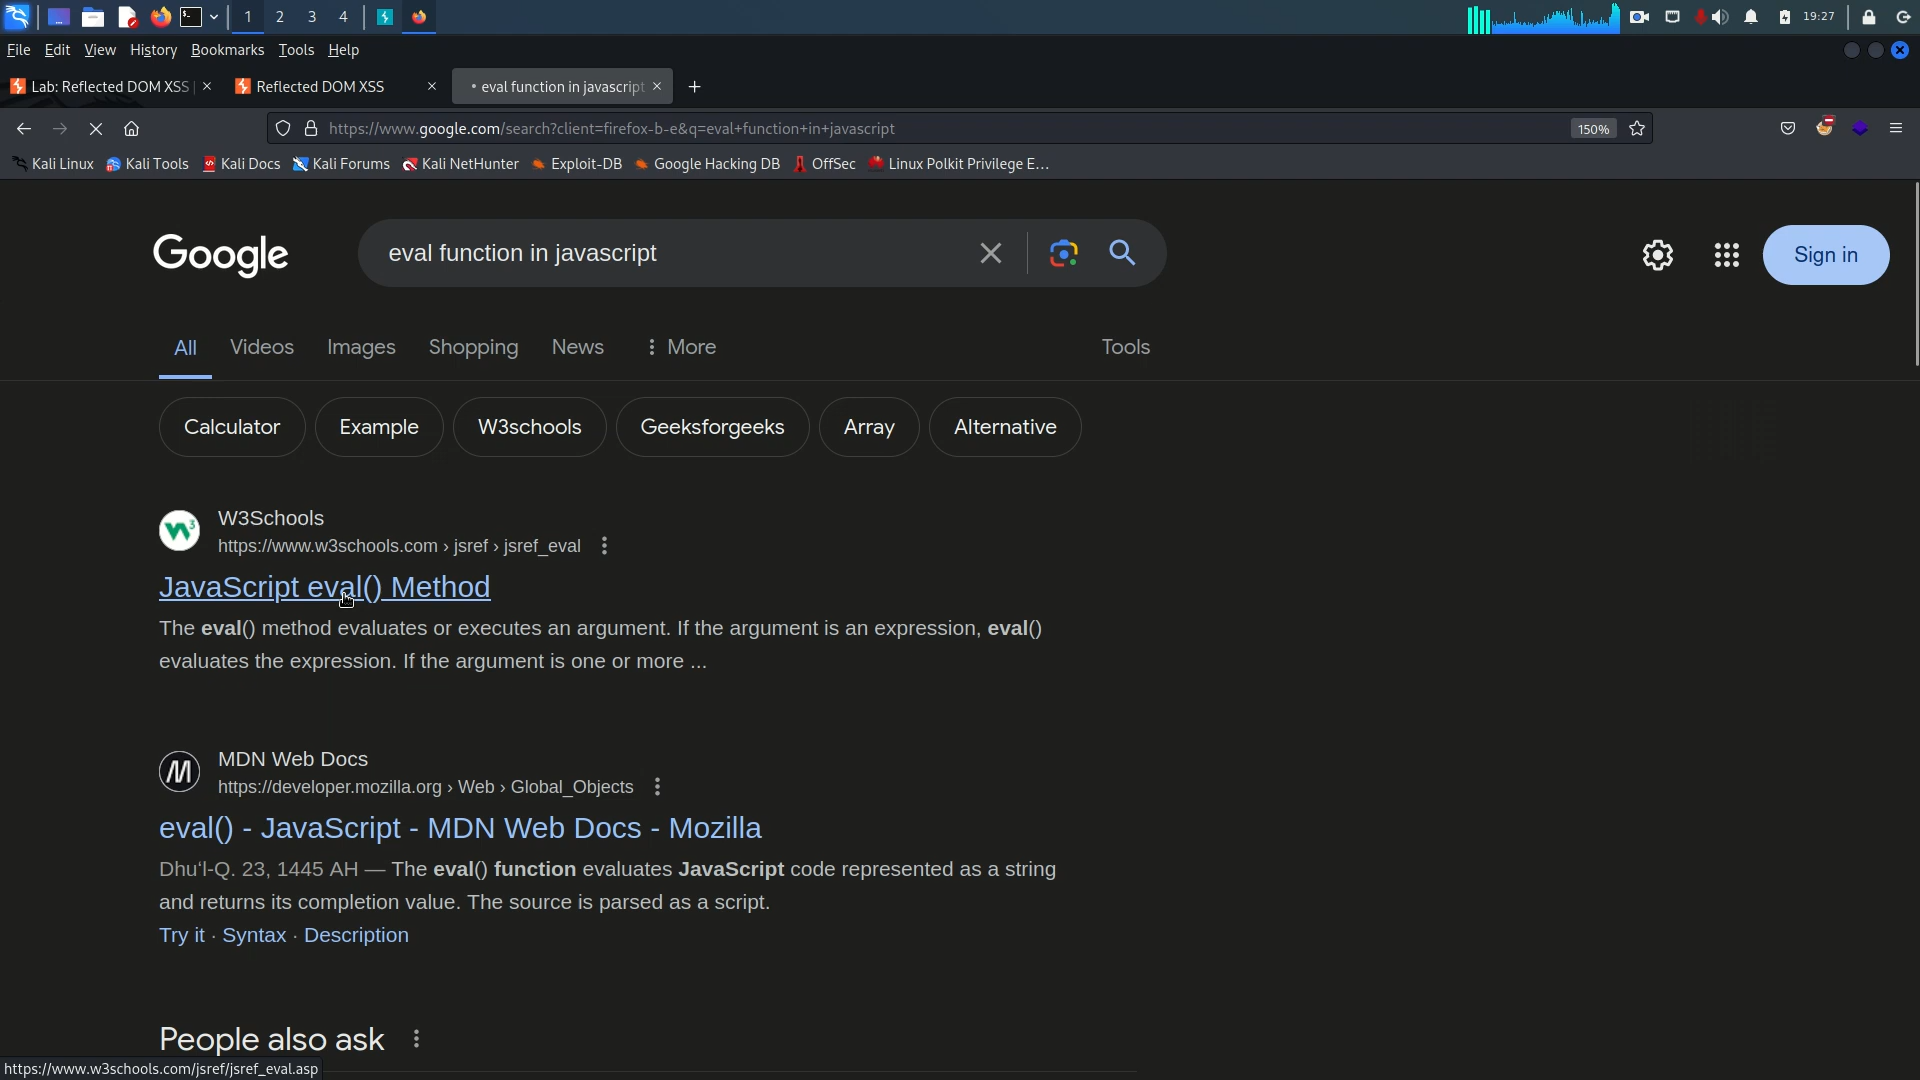 1 2 3 4 19:27
File Edit View History Bookmarks Tools Help
Lab: Reflected DOM XSS Reflected DOM XSS eval function in javascript
https://www.google.com/search?client=firefox-b-e&q=eval+function+in+javascript 150%
Kali Linux Kali Tools Kali Docs Kali Forums Kali NetHunter Exploit-DB Google Hacking DB OffSec Linux Polkit Privilege E...
Google eval function in javascript Sign in
All Videos Images Shopping News More Tools
Calculator Example W3schools Geeksforgeeks Array Alternative
W3Schools
https://www.w3schools.com › jsref › jsref_eval
JavaScript eval() Method
The eval() method evaluates or executes an argument. If the argument is an expression, eval()
evaluates the expression. If the argument is one or more ...
MDN Web Docs
https://developer.mozilla.org › Web › Global_Objects
eval() - JavaScript - MDN Web Docs - Mozilla
Dhuʻl-Q. 23, 1445 AH — The eval() function evaluates JavaScript code represented as a string
and returns its completion value. The source is parsed as a script.
Try it · Syntax · Description
People also ask
https://www.w3schools.com/jsref/jsref_eval.asp